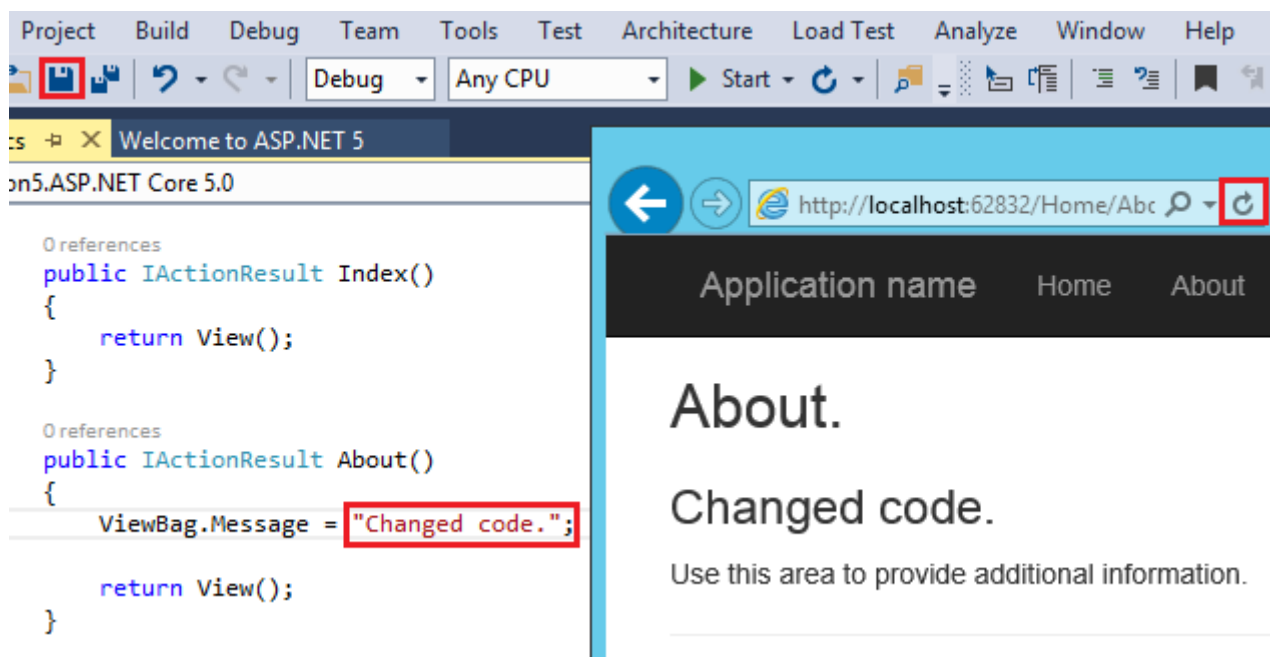 Project Build Debug Team Tools Test Architecture Load Test Analyze Window Help
Debug Any CPU Start
cs Welcome to ASP.NET 5
on5.ASP.NET Core 5.0
0 references
public IActionResult Index()
{
return View();
}
0 references
public IActionResult About()
{
ViewBag.Message = "Changed code.";
return View();
}
http://localhost:62832/Home/Abc
Application name Home About
About.
Changed code.
Use this area to provide additional information.